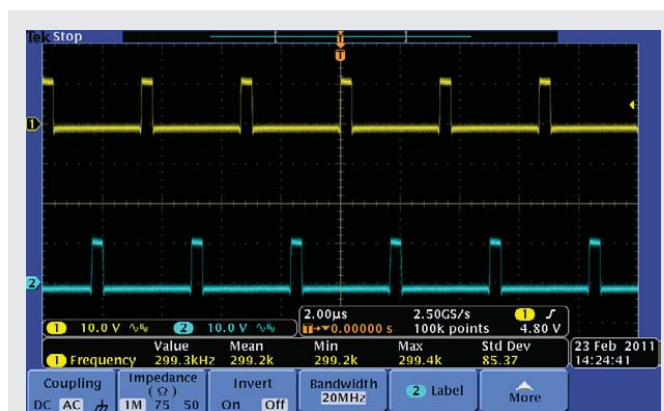 Tek Stop
T
T
1
2
1 10.0 V 2 10.0 V
2.00µs 2.50GS/s 1
T→▼0.00000 s 100k points 4.80 V
Value Mean Min Max Std Dev
1 Frequency 299.3kHz 299.2k 299.2k 299.4k 85.37
23 Feb 2011
14:24:41
Coupling
DC AC
Impedance
(Ω)
1M 75 50
Invert
On Off
Bandwidth
20MHz
2 Label
More